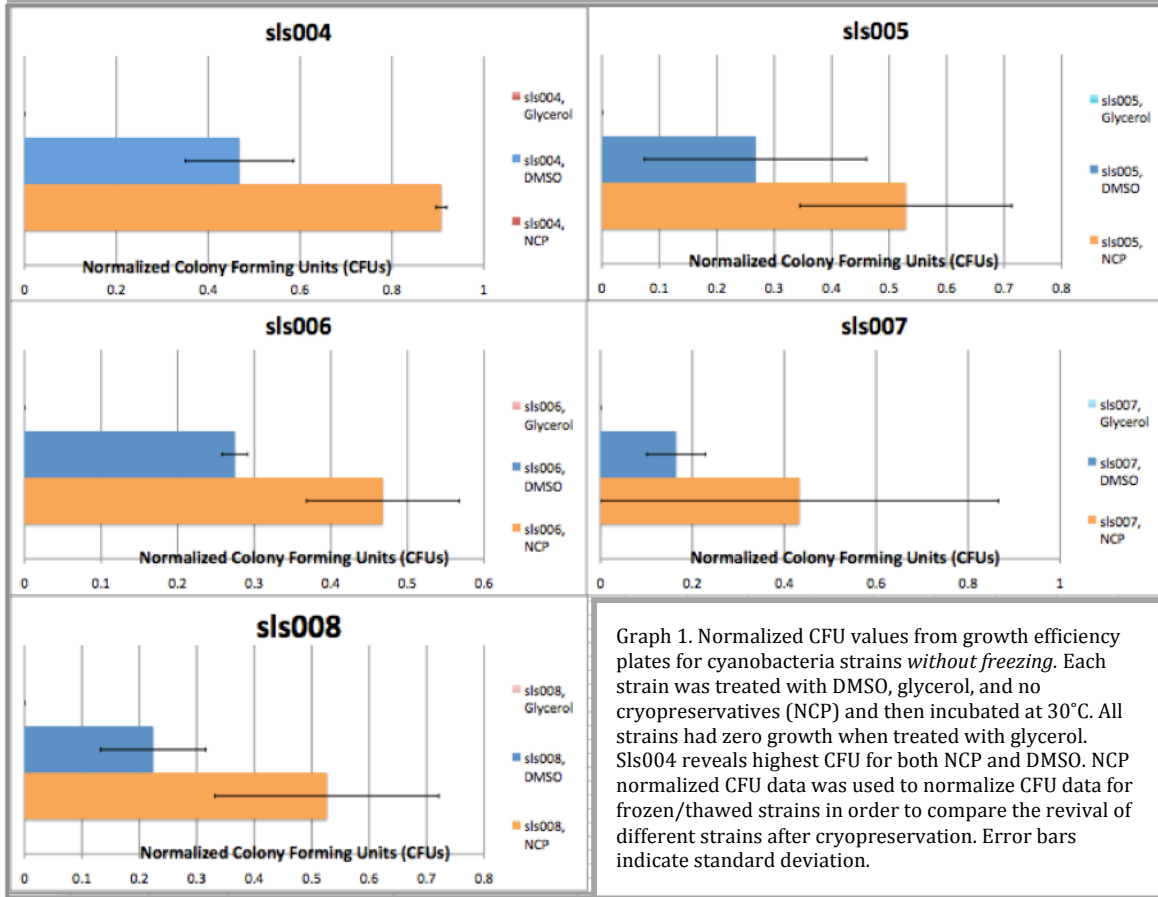 sls004
sls004,
Glycerol
sls004,
DMSO
sls004,
NCP
Normalized Colony Forming Units (CFUs)
0 0.2 0.4 0.6 0.8 1
sls005
sls005,
Glycerol
sls005,
DMSO
sls005,
NCP
Normalized Colony Forming Units (CFUs)
0 0.1 0.2 0.3 0.4 0.5 0.6 0.7 0.8
sls006
sls006,
Glycerol
sls006,
DMSO
sls006,
NCP
Normalized Colony Forming Units (CFUs)
0 0.1 0.2 0.3 0.4 0.5 0.6
sls007
sls007,
Glycerol
sls007,
DMSO
sls007,
NCP
Normalized Colony Forming Units (CFUs)
0 0.2 0.4 0.6 0.8 1
sls008
sls008,
Glycerol
sls008,
DMSO
sls008,
NCP
Normalized Colony Forming Units (CFUs)
0 0.1 0.2 0.3 0.4 0.5 0.6 0.7 0.8
Graph 1. Normalized CFU values from growth efficiency
plates for cyanobacteria strains without freezing. Each
strain was treated with DMSO, glycerol, and no
cryopreservatives (NCP) and then incubated at 30°C. All
strains had zero growth when treated with glycerol.
Sls004 reveals highest CFU for both NCP and DMSO. NCP
normalized CFU data was used to normalize CFU data for
frozen/thawed strains in order to compare the revival of
different strains after cryopreservation. Error bars
indicate standard deviation.